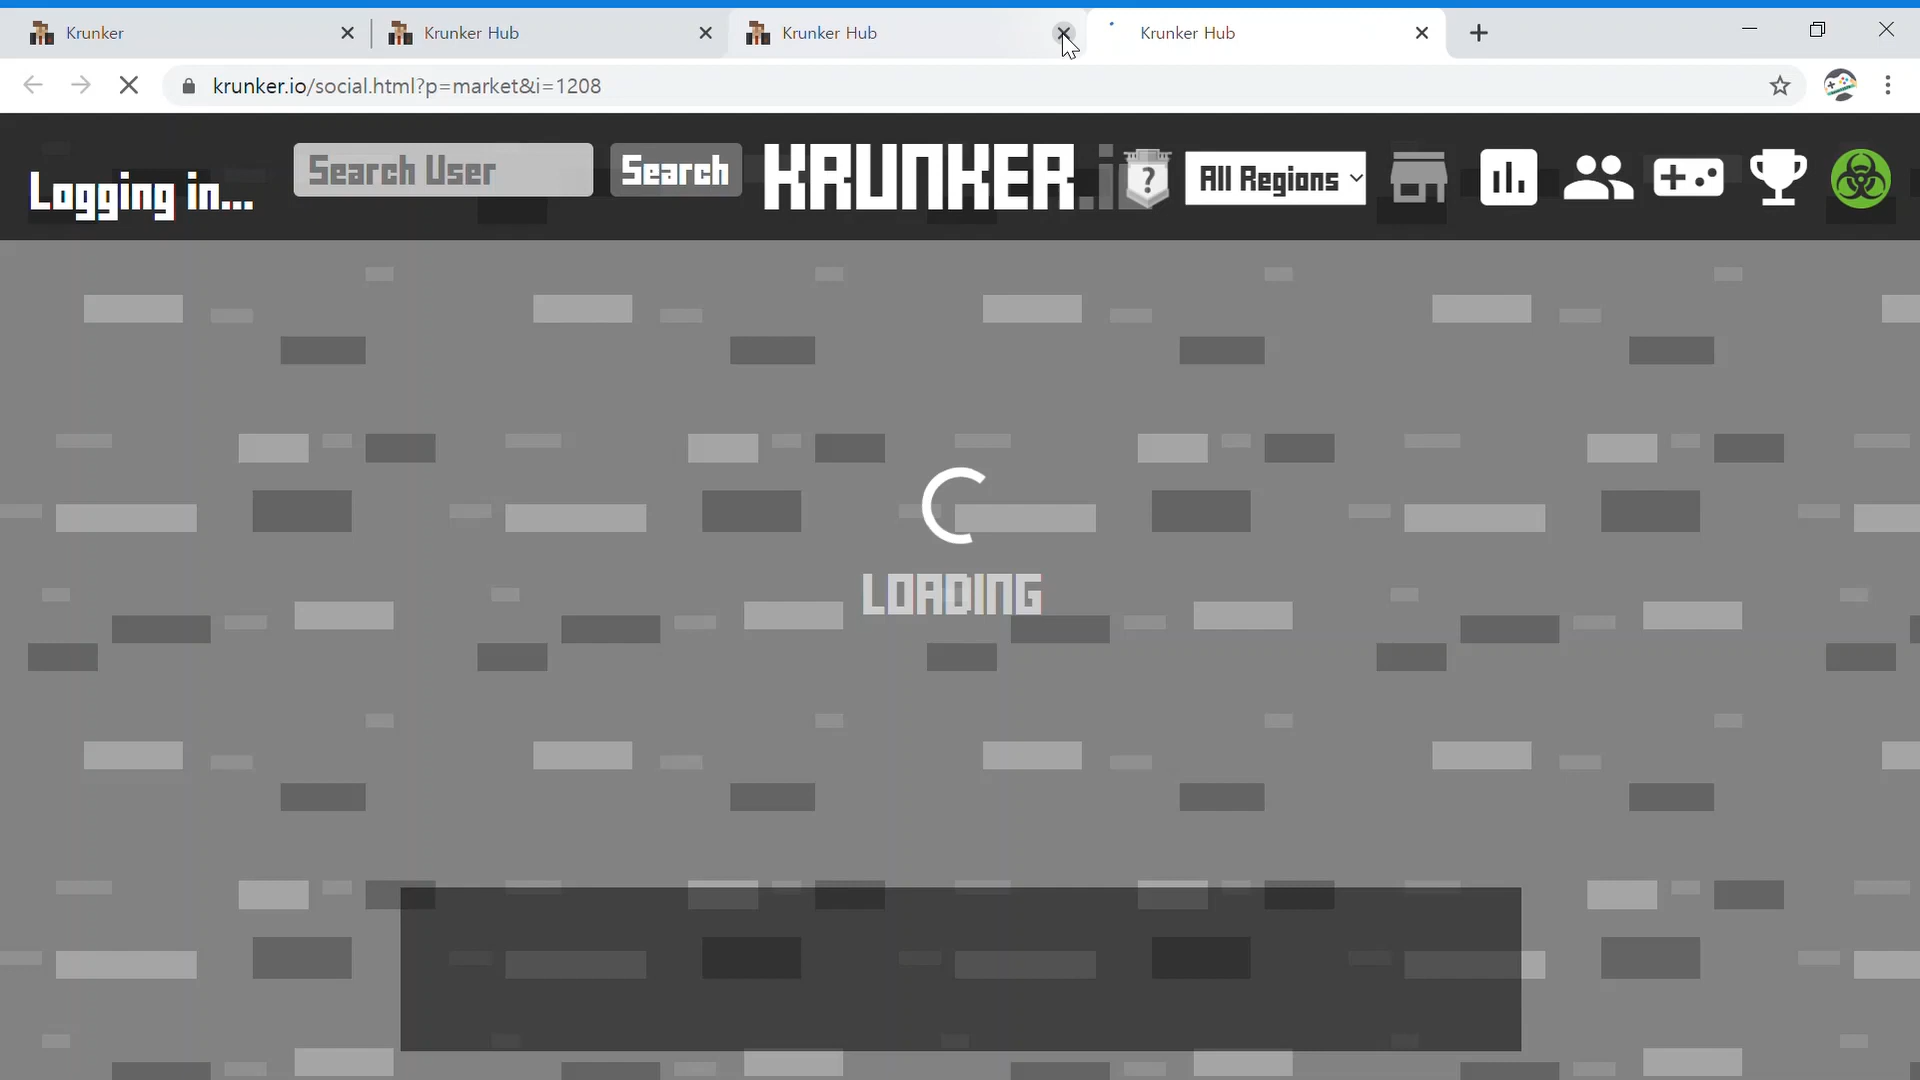 Krunker
Krunker Hub
Krunker Hub
Krunker Hub
krunker.io/social.html?p=market&i=1208
Logging in...
Search User
Search
KRUNKER.io
?
All Regions
LOADING